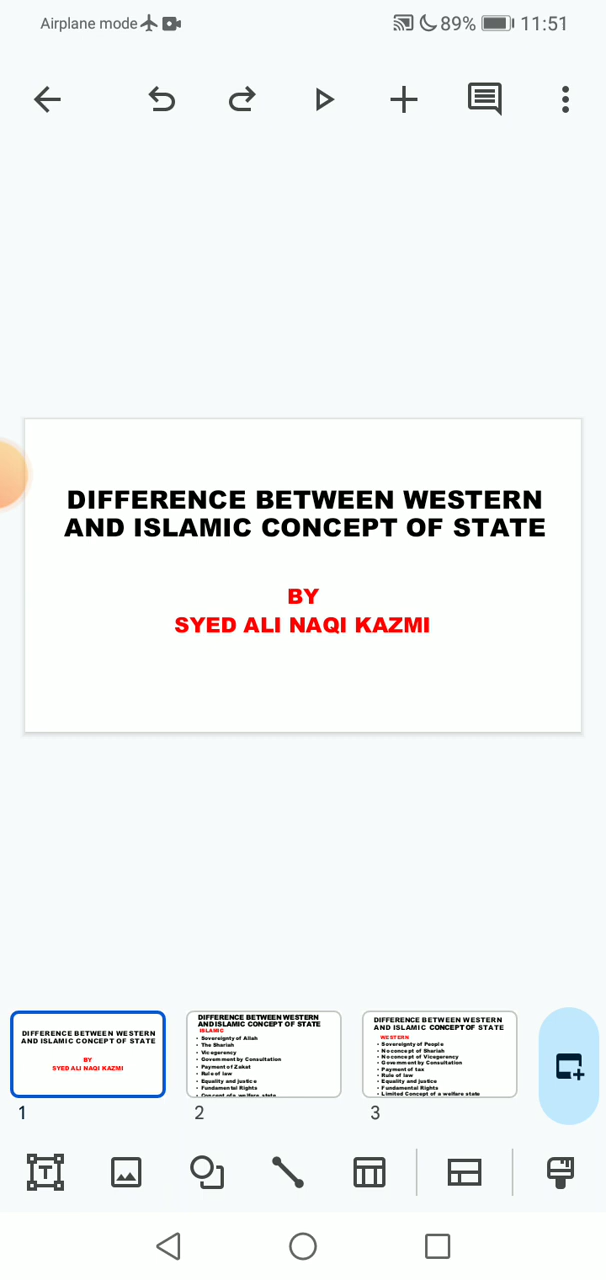 Airplane mode
89%
11:51
DIFFERENCE BETWEEN WESTERN
AND ISLAMIC CONCEPT OF STATE
BY
SYED ALI NAQI KAZMI
DIFFERENCE BETWEEN WESTERN
AND ISLAMIC CONCEPT OF STATE
BY
SYED ALI NAQI KAZMI
1
DIFFERENCE BETWEEN WESTERN
AND ISLAMIC CONCEPT OF STATE
ISLAMIC
• Sovereignty of Allah
• The Shariah
• Vicegerency
• Government by Consultation
• Payment of Zakat
• Rule of law
• Equality and justice
• Fundamental Rights
• Concept of a welfare state
2
DIFFERENCE BETWEEN WESTERN
AND ISLAMIC CONCEPT OF STATE
WESTERN
• Sovereignty of People
• No concept of Shariah
• No concept of Vicegerency
• Government by Consultation
• Payment of tax
• Rule of law
• Equality and justice
• Fundamental Rights
• Limited Concept of a welfare state
3